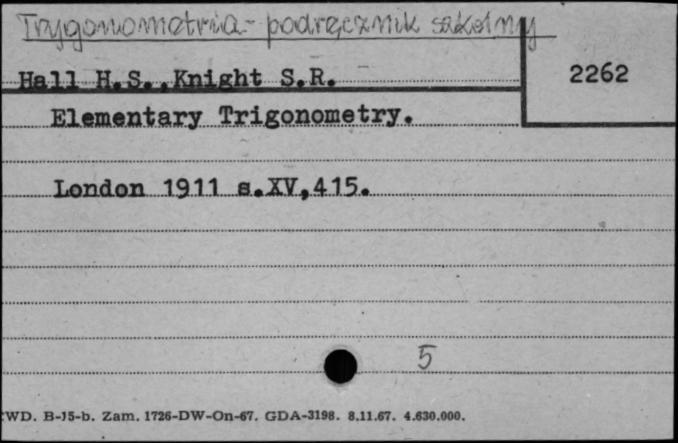 Trygonometria - podręcznik szkolny
Hall H.S.,Knight S.R.
2262
Elementary Trigonometry.
London 1911 s.XV,415.
5
WD. B-15-b. Zam. 1726-DW-On-67. GDA-3198. 8.11.67. 4.630.000.